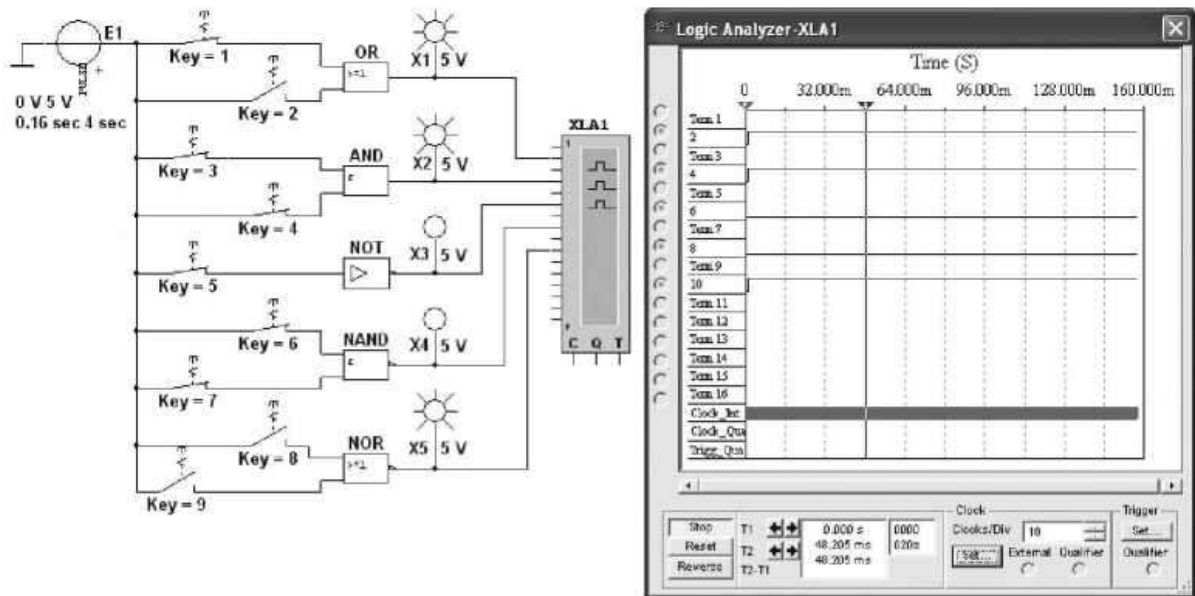 E1
PULSE
+
0 V 5 V
0.16 sec 4 sec
Key = 1
OR
>=1
X1 5 V
Key = 2
XLA1
1
Key = 3
AND
X2 5 V
Key = 4
NOT
X3 5 V
Key = 5
Key = 6
NAND
X4 5 V
F
C Q T
Key = 7
NOR
>=1
X5 5 V
Key = 8
Key = 9
Logic Analyzer-XLA1
Time (S)
0 32.000m 64.000m 96.000m 128.000m 160.000m
Term 1
2
Term 3
4
Term 5
6
Term 7
8
Term 9
10
Term 11
Term 12
Term 13
Term 14
Term 15
Term 16
Clock_Int
Clock_Qua
Trigg_Qua
Stop
Reset
Reverse
T1 0.000 s 0000
T2 48.205 ms
T2-T1 48.205 ms
Clock
Clocks/Div 10
Set... External Qualifier
Trigger
Set...
Qualifier